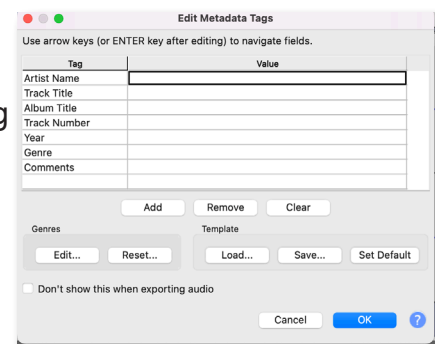 Edit Metadata Tags
Use arrow keys (or ENTER key after editing) to navigate fields.
Tag Value
Artist Name
Track Title
Album Title
Track Number
Year
Genre
Comments
Add Remove Clear
Genres Template
Edit... Reset... Load... Save... Set Default
Don't show this when exporting audio
Cancel OK ?